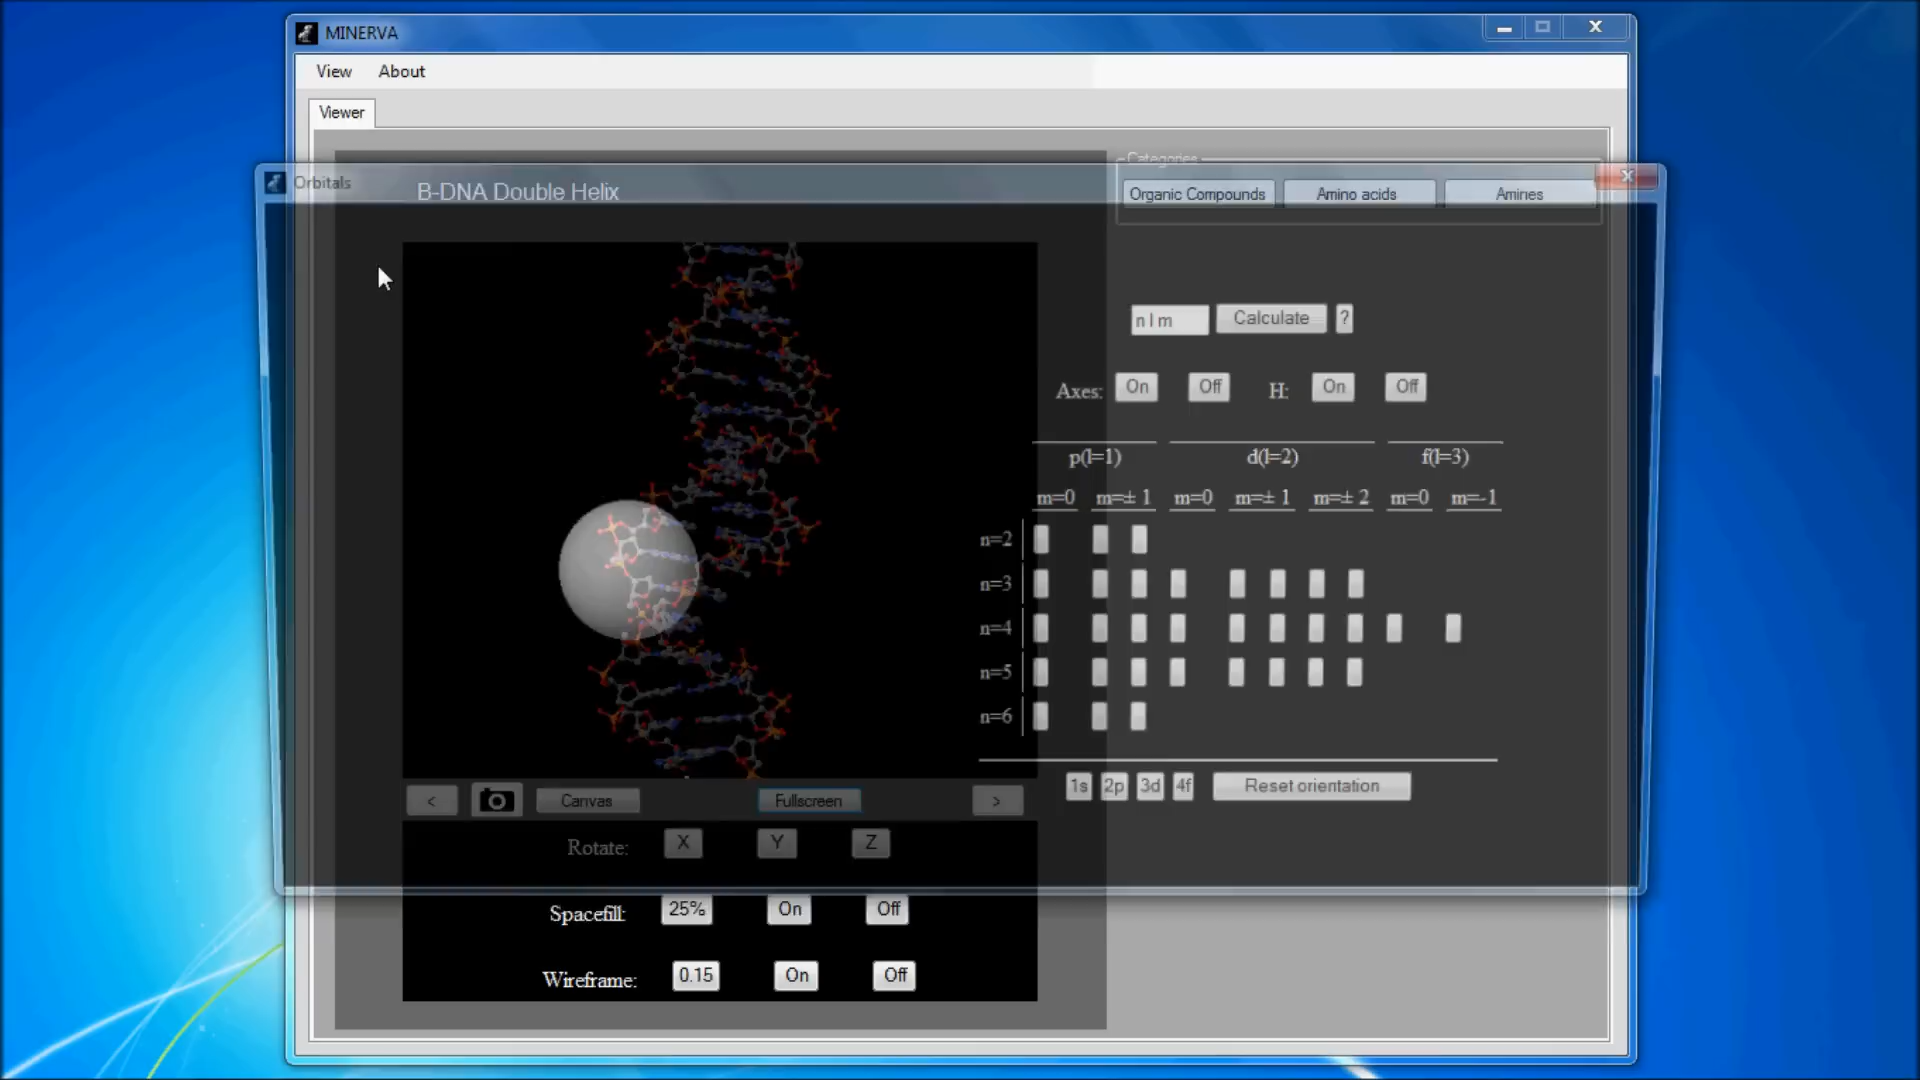 MINERVA
View About
Viewer
Categories
Orbitals
B-DNA Double Helix
Organic Compounds Amino acids Amines
n l m Calculate ?
Axes: On Off H: On Off
p(l=1) d(l=2) f(l=3)
m=0 m=± 1 m=0 m=± 1 m=± 2 m=0 m=-1
n=2
n=3
n=4
n=5
n=6
1s 2p 3d 4f Reset orientation
< Canvas Fullscreen >
Rotate: X Y Z
Spacefill: 25% On Off
Wireframe: 0.15 On Off